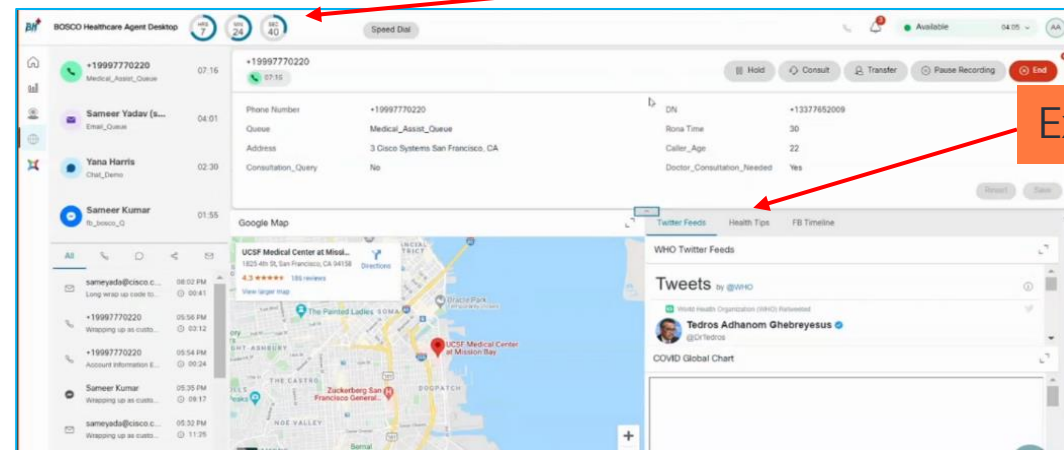 BOSCO Healthcare Agent Desktop
HRS
7
24
SEC
40
Speed Dial
3
Available
04:05
AA
+19997770220
Medical_Assist_Queue
07:16
Sameer Yadav (s...
Email_Queue
04:01
Yana Harris
Chat_Demo
02:39
Sameer Kumar
fb_bosco_Q
01:55
All
sameyada@cisco.c...
06:02 PM
Long wrap up code to...
00:41
+19997770220
05:56 PM
Wrapping up as custo...
03:12
+19997770220
05:54 PM
Account Information E...
00:24
Sameer Kumar
05:35 PM
Wrapping up as custo...
08:17
sameyada@cisco.c...
05:32 PM
Wrapping up as custo...
11:25
+19997770220
07:16
Hold
Consult
Transfer
Pause Recording
End
Phone Number
+19997770220
DN
+13377652009
Queue
Medical_Assist_Queue
Rona Time
30
Address
3 Cisco Systems San Francisco, CA
Caller_Age
22
Consultation_Query
No
Doctor_Consultation_Needed
Yes
Revert
Save
Ex
Google Map
UCSF Medical Center at Missi...
1825 4th St, San Francisco, CA 94158
4.3
186 reviews
View larger map
Directions
The Painted Ladies
SOMA
Oracle Park
UCSF Medical Center
at Mission Bay
THE CASTRO
Zuckerberg San
Francisco General...
DOGPATCH
NOE VALLEY
Bernal
+
Twitter Feeds
Health Tips
FB Timeline
WHO Twitter Feeds
Tweets by @WHO
World Health Organization (WHO) Retweeted
Tedros Adhanom Ghebreyesus
@DrTedros
COVID Global Chart